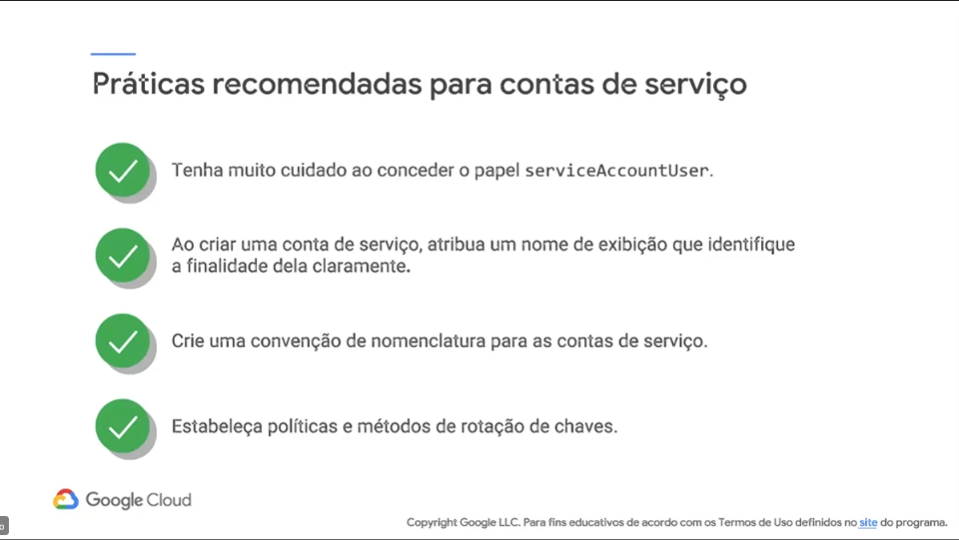 Práticas recomendadas para contas de serviço
Tenha muito cuidado ao conceder o papel serviceAccountUser.
Ao criar uma conta de serviço, atribua um nome de exibição que identifique
a finalidade dela claramente.
Crie uma convenção de nomenclatura para as contas de serviço.
Estabeleça políticas e métodos de rotação de chaves.
Google Cloud
Copyright Google LLC. Para fins educativos de acordo com os Termos de Uso definidos no site do programa.